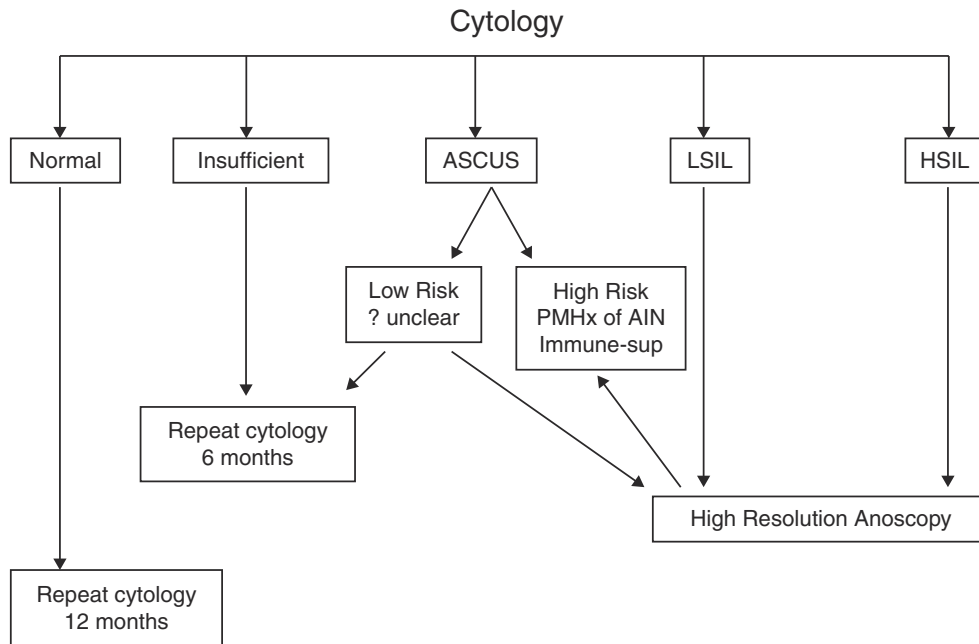 Cytology
Normal
Insufficient
ASCUS
LSIL
HSIL
Low Risk
? unclear
High Risk
PMHx of AIN
Immune-sup
Repeat cytology
6 months
High Resolution Anoscopy
Repeat cytology
12 months